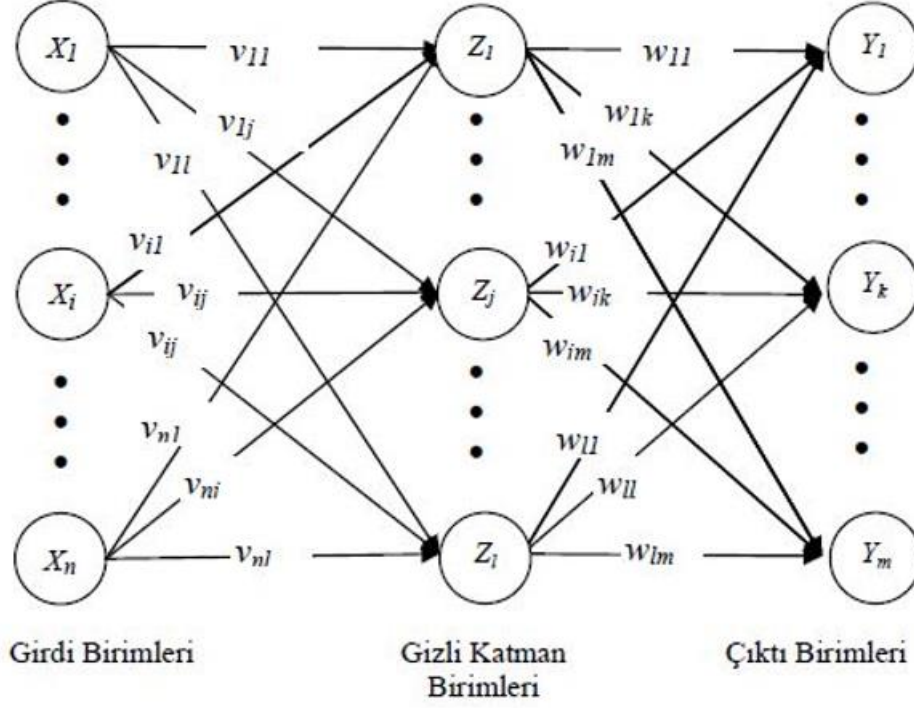 X1 v11 Z1 w11 Y1
v1j w1k
v1l w1m
vi1 wi1
Xi vij Zj wjk Yk
vij wim
vn1 wl1
vni wll
Xn vnl Zl wlm Ym
Girdi Birimleri Gizli Katman Çıktı Birimleri
Birimleri